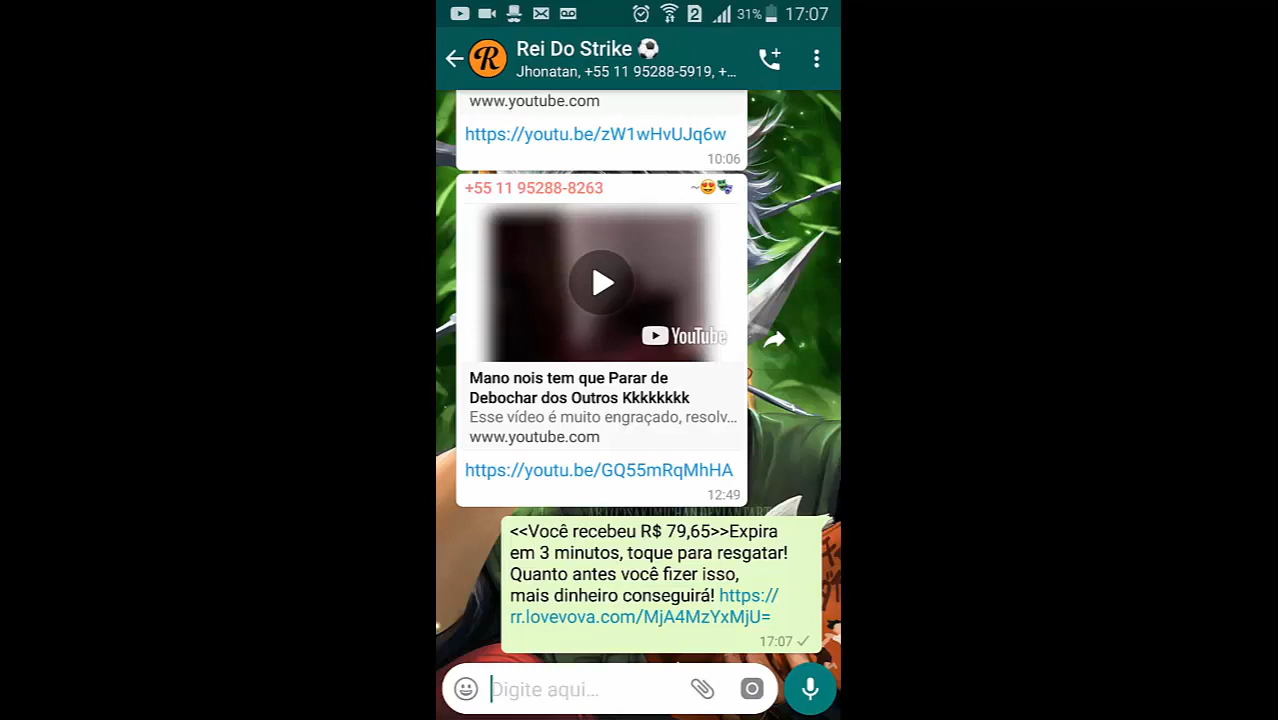 31% 17:07
Rei Do Strike
Jhonatan, +55 11 95288-5919, +...
www.youtube.com
https://youtu.be/zW1wHvUJq6w
10:06
+55 11 95288-8263 ~
YouTube
Mano nois tem que Parar de
Debochar dos Outros Kkkkkkkk
Esse vídeo é muito engraçado, resolv...
www.youtube.com
https://youtu.be/GQ55mRqMhHA
12:49
<<Você recebeu R$ 79,65>>Expira
em 3 minutos, toque para resgatar!
Quanto antes você fizer isso,
mais dinheiro conseguirá! https://
rr.lovevova.com/MjA4MzYxMjU=
17:07
Digite aqui...